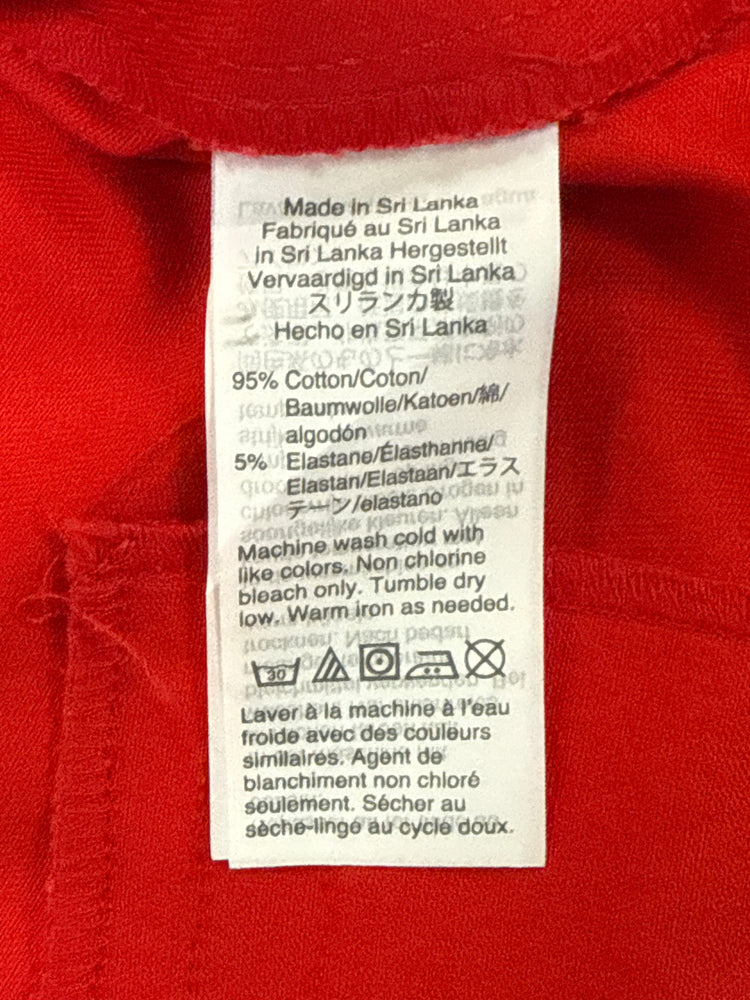 Made in Sri Lanka
Fabriqué au Sri Lanka
in Sri Lanka Hergestellt
Vervaardigd in Sri Lanka
スリランカ製
Hecho en Sri Lanka
95% Cotton/Coton/
Baumwolle/Katoen/綿/
algodón
5% Elastane/Élasthanne/
Elastan/Elastaan/エラス
テーン/elastano
Machine wash cold with
like colors. Non chlorine
bleach only. Tumble dry
low. Warm iron as needed.
30
Laver à la machine à l'eau
froide avec des couleurs
similaires. Agent de
blanchiment non chloré
seulement. Sécher au
sèche-linge au cycle doux.